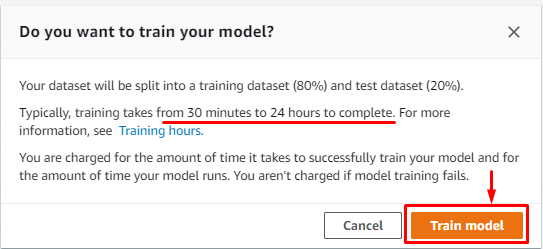 Do you want to train your model?
Your dataset will be split into a training dataset (80%) and test dataset (20%).
Typically, training takes from 30 minutes to 24 hours to complete. For more
information, see Training hours.
You are charged for the amount of time it takes to successfully train your model and for
the amount of time your model runs. You aren't charged if model training fails.
Cancel
Train model